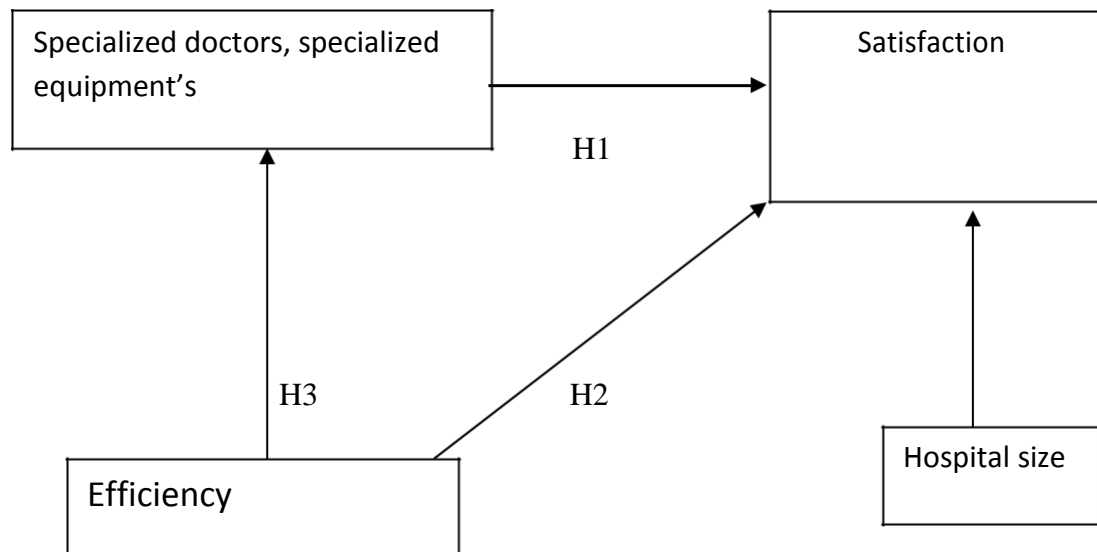 Specialized doctors, specialized
equipment’s
Satisfaction
H1
H3
H2
Efficiency
Hospital size